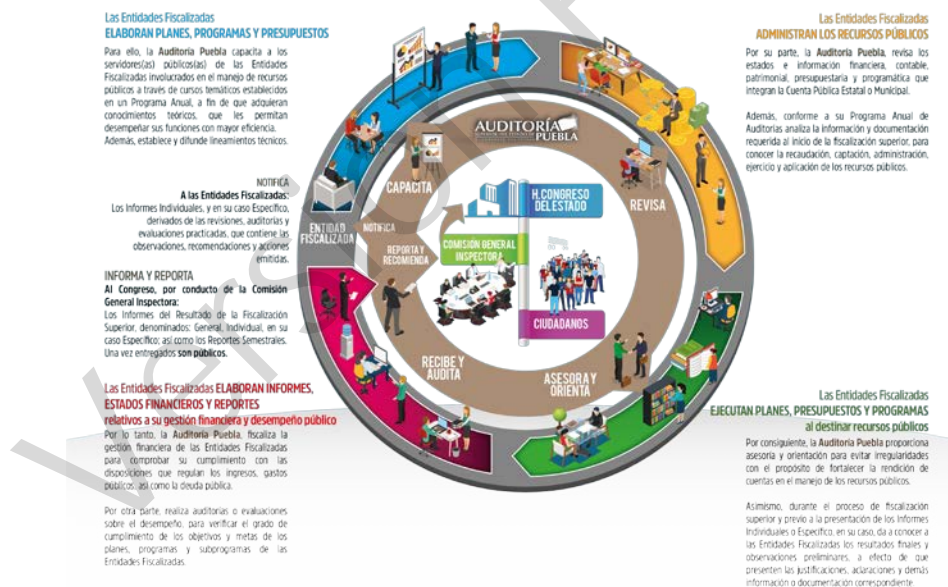 Las Entidades Fiscalizadas
ELABORAN PLANES, PROGRAMAS Y PRESUPUESTOS
Para ello, la Auditoría Puebla capacita a los
servidores(as) públicos(as) de las Entidades
Fiscalizadas involucrados en el manejo de recursos
públicos a través de cursos temáticos establecidos
en un Programa Anual, a fin de que adquieran
conocimientos teóricos, que les permitan
desempeñar sus funciones con mayor eficiencia.
Además, establece y difunde lineamientos técnicos.
NOTIFICA
A las Entidades Fiscalizadas:
Los Informes Individuales, y en su caso Específico,
derivados de las revisiones, auditorías y
evaluaciones practicadas, que contiene las
observaciones, recomendaciones y acciones
emitidas.
INFORMA Y REPORTA
Al Congreso, por conducto de la Comisión
General Inspectora:
Los Informes del Resultado de la Fiscalización
Superior, denominados: General, Individual, en su
caso Específico; así como los Reportes Semestrales.
Una vez entregados son públicos.
Las Entidades Fiscalizadas ELABORAN INFORMES,
ESTADOS FINANCIEROS Y REPORTES
relativos a su gestión financiera y desempeño público
Por lo tanto, la Auditoría Puebla, fiscaliza la
gestión financiera de las Entidades Fiscalizadas
para comprobar su cumplimiento con las
disposiciones que regulan los ingresos, gastos
públicos, así como la deuda pública.
Por otra parte, realiza auditorías o evaluaciones
sobre el desempeño, para verificar el grado de
cumplimiento de los objetivos y metas de los
planes, programas y subprogramas de las
Entidades Fiscalizadas.
AUDITORÍA
PUEBLA
CAPACITA
REVISA
H. CONGRESO
DEL ESTADO
ENTIDAD
FISCALIZADA
NOTIFICA
REPORTA Y
RECOMIENDA
COMISIÓN GENERAL
INSPECTORA
CIUDADANOS
RECIBE Y
AUDITA
ASESORA Y
ORIENTA
Las Entidades Fiscalizadas
ADMINISTRAN LOS RECURSOS PÚBLICOS
Por su parte, la Auditoría Puebla, revisa los
estados e información financiera, contable,
patrimonial, presupuestaria y programática que
integran la Cuenta Pública Estatal o Municipal.
Además, conforme a su Programa Anual de
Auditorías analiza la información y documentación
requerida al inicio de la fiscalización superior, para
conocer la recaudación, captación, administración,
ejercicio y aplicación de los recursos públicos.
Las Entidades Fiscalizadas
EJECUTAN PLANES, PRESUPUESTOS Y PROGRAMAS
al destinar recursos públicos
Por consiguiente, la Auditoría Puebla proporciona
asesoría y orientación para evitar irregularidades
con el propósito de fortalecer la rendición de
cuentas en el manejo de los recursos públicos.
Asimismo, durante el proceso de fiscalización
superior y previo a la presentación de los Informes
Individuales o Específico, en su caso, da a conocer a
las Entidades Fiscalizadas los resultados finales y
observaciones preliminares, a efecto de que
presenten las justificaciones, aclaraciones y demás
información o documentación correspondiente